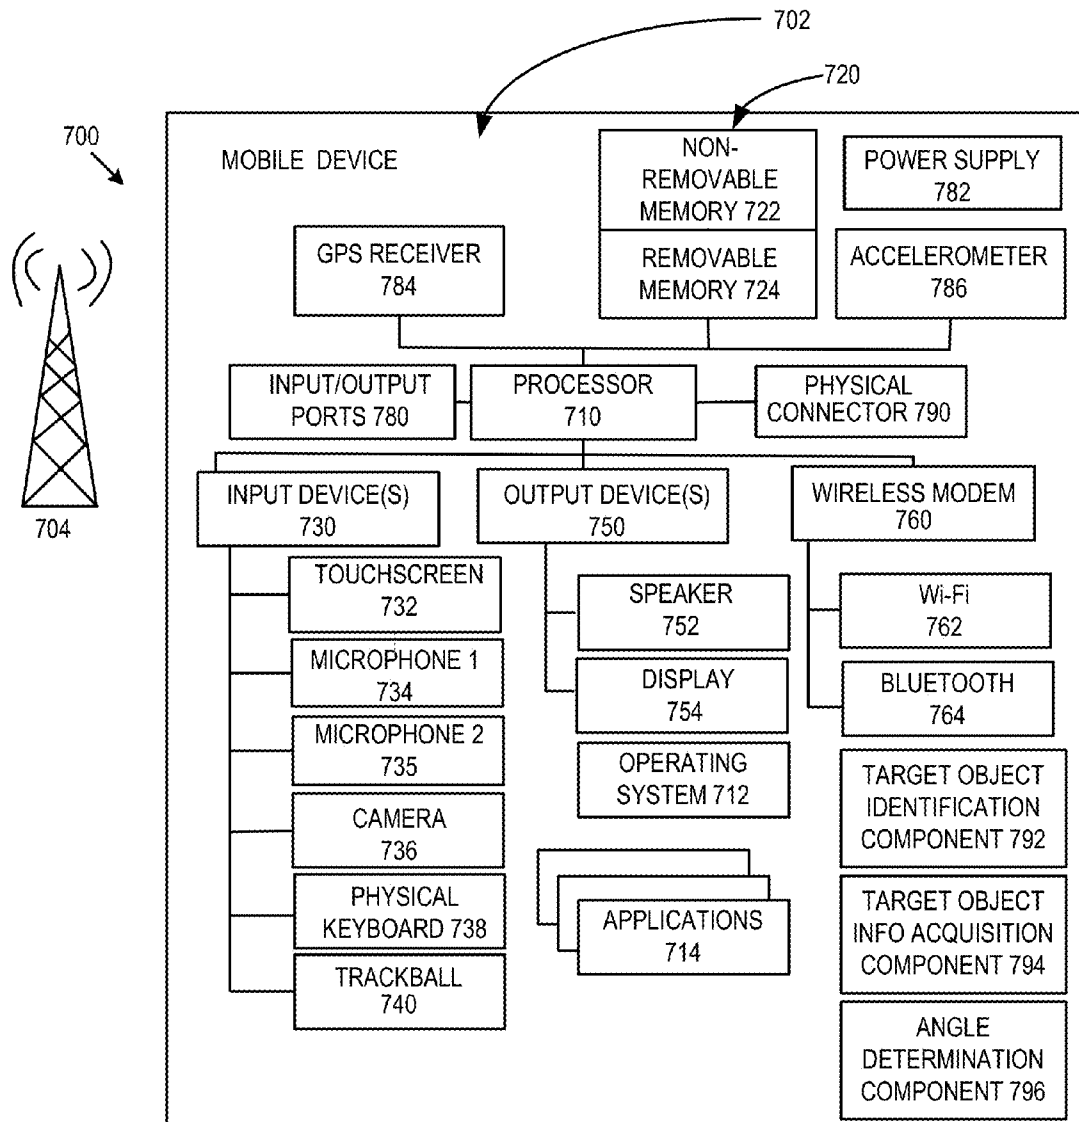 702
720
700
MOBILE DEVICE
NON-
REMOVABLE
MEMORY 722
REMOVABLE
MEMORY 724
POWER SUPPLY
782
GPS RECEIVER
784
ACCELEROMETER
786
INPUT/OUTPUT
PORTS 780
PROCESSOR
710
PHYSICAL
CONNECTOR 790
704
INPUT DEVICE(S)
730
OUTPUT DEVICE(S)
750
WIRELESS MODEM
760
TOUCHSCREEN
732
MICROPHONE 1
734
MICROPHONE 2
735
CAMERA
736
PHYSICAL
KEYBOARD 738
TRACKBALL
740
SPEAKER
752
DISPLAY
754
OPERATING
SYSTEM 712
APPLICATIONS
714
Wi-Fi
762
BLUETOOTH
764
TARGET OBJECT
IDENTIFICATION
COMPONENT 792
TARGET OBJECT
INFO ACQUISITION
COMPONENT 794
ANGLE
DETERMINATION
COMPONENT 796